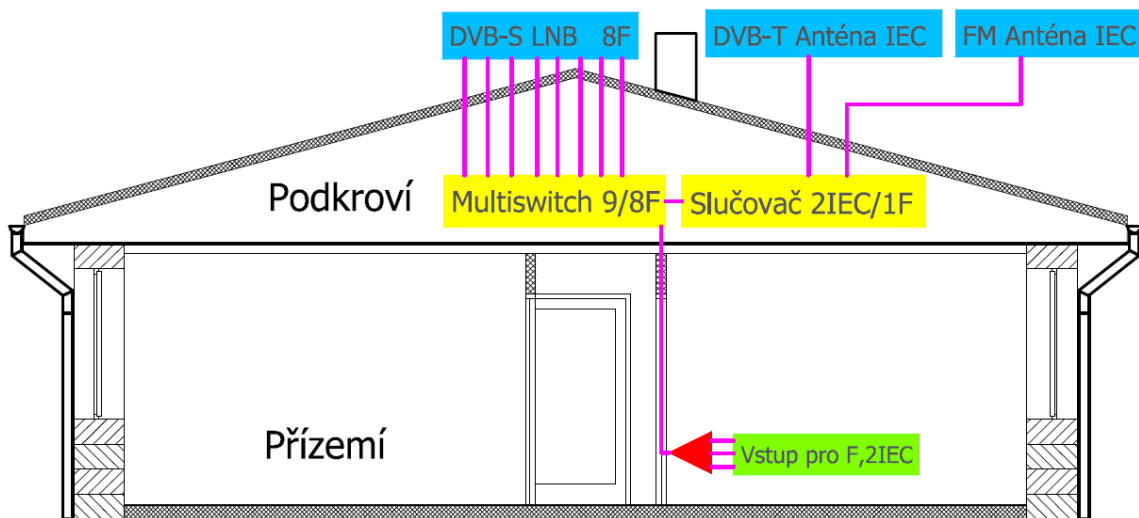 DVB-S LNB 8F
DVB-T Anténa IEC
FM Anténa IEC
Podkroví
Multiswitch 9/8F
Slučovač 2IEC/1F
Přízemí
Vstup pro F,2IEC